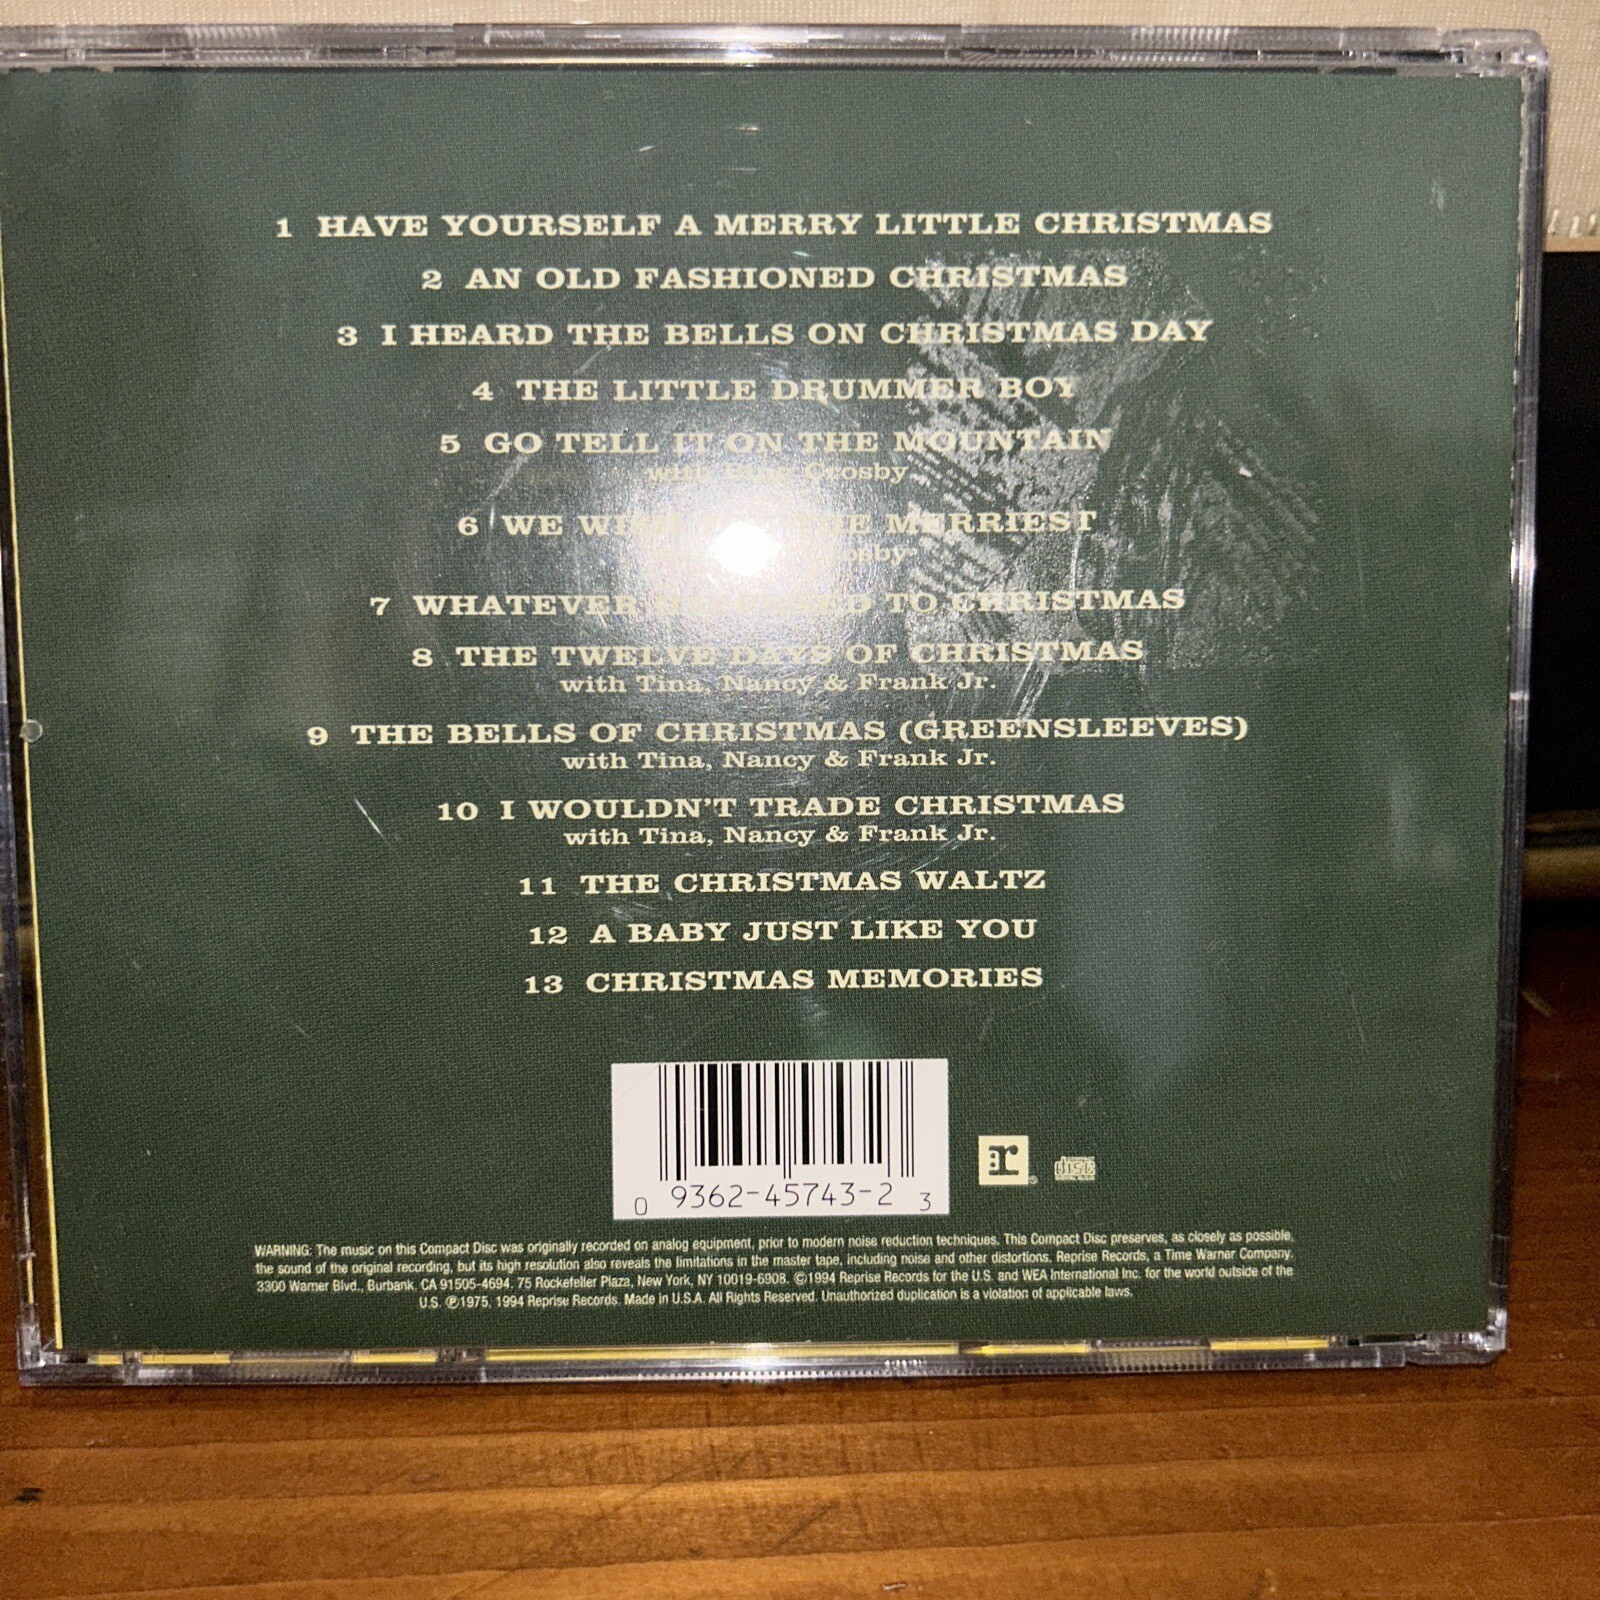 1 HAVE YOURSELF A MERRY LITTLE CHRISTMAS
2 AN OLD FASHIONED CHRISTMAS
3 I HEARD THE BELLS ON CHRISTMAS DAY
4 THE LITTLE DRUMMER BOY
5 GO TELL IT ON THE MOUNTAIN
with Bing Crosby
6 WE WISH YOU THE MERRIEST
Crosby
7 WHATEVER HAPPENED TO CHRISTMAS
8 THE TWELVE DAYS OF CHRISTMAS
with Tina, Nancy & Frank Jr.
9 THE BELLS OF CHRISTMAS (GREENSLEEVES)
with Tina, Nancy & Frank Jr.
10 I WOULDN'T TRADE CHRISTMAS
with Tina, Nancy & Frank Jr.
11 THE CHRISTMAS WALTZ
12 A BABY JUST LIKE YOU
13 CHRISTMAS MEMORIES
0 9362-45743-2 3
r
disc
WARNING: The music on this Compact Disc was originally recorded on analog equipment, prior to modern noise reduction techniques. This Compact Disc preserves, as closely as possible,
the sound of the original recording, but its high resolution also reveals the limitations in the master tape, including noise and other distortions. Reprise Records, a Time Warner Company.
3300 Warner Blvd., Burbank, CA 91505-4694. 75 Rockefeller Plaza, New York, NY 10019-6908. ©1994 Reprise Records for the U.S. and WEA International Inc. for the world outside of the
U.S. ℗1975, 1994 Reprise Records. Made in U.S.A. All Rights Reserved. Unauthorized duplication is a violation of applicable laws.